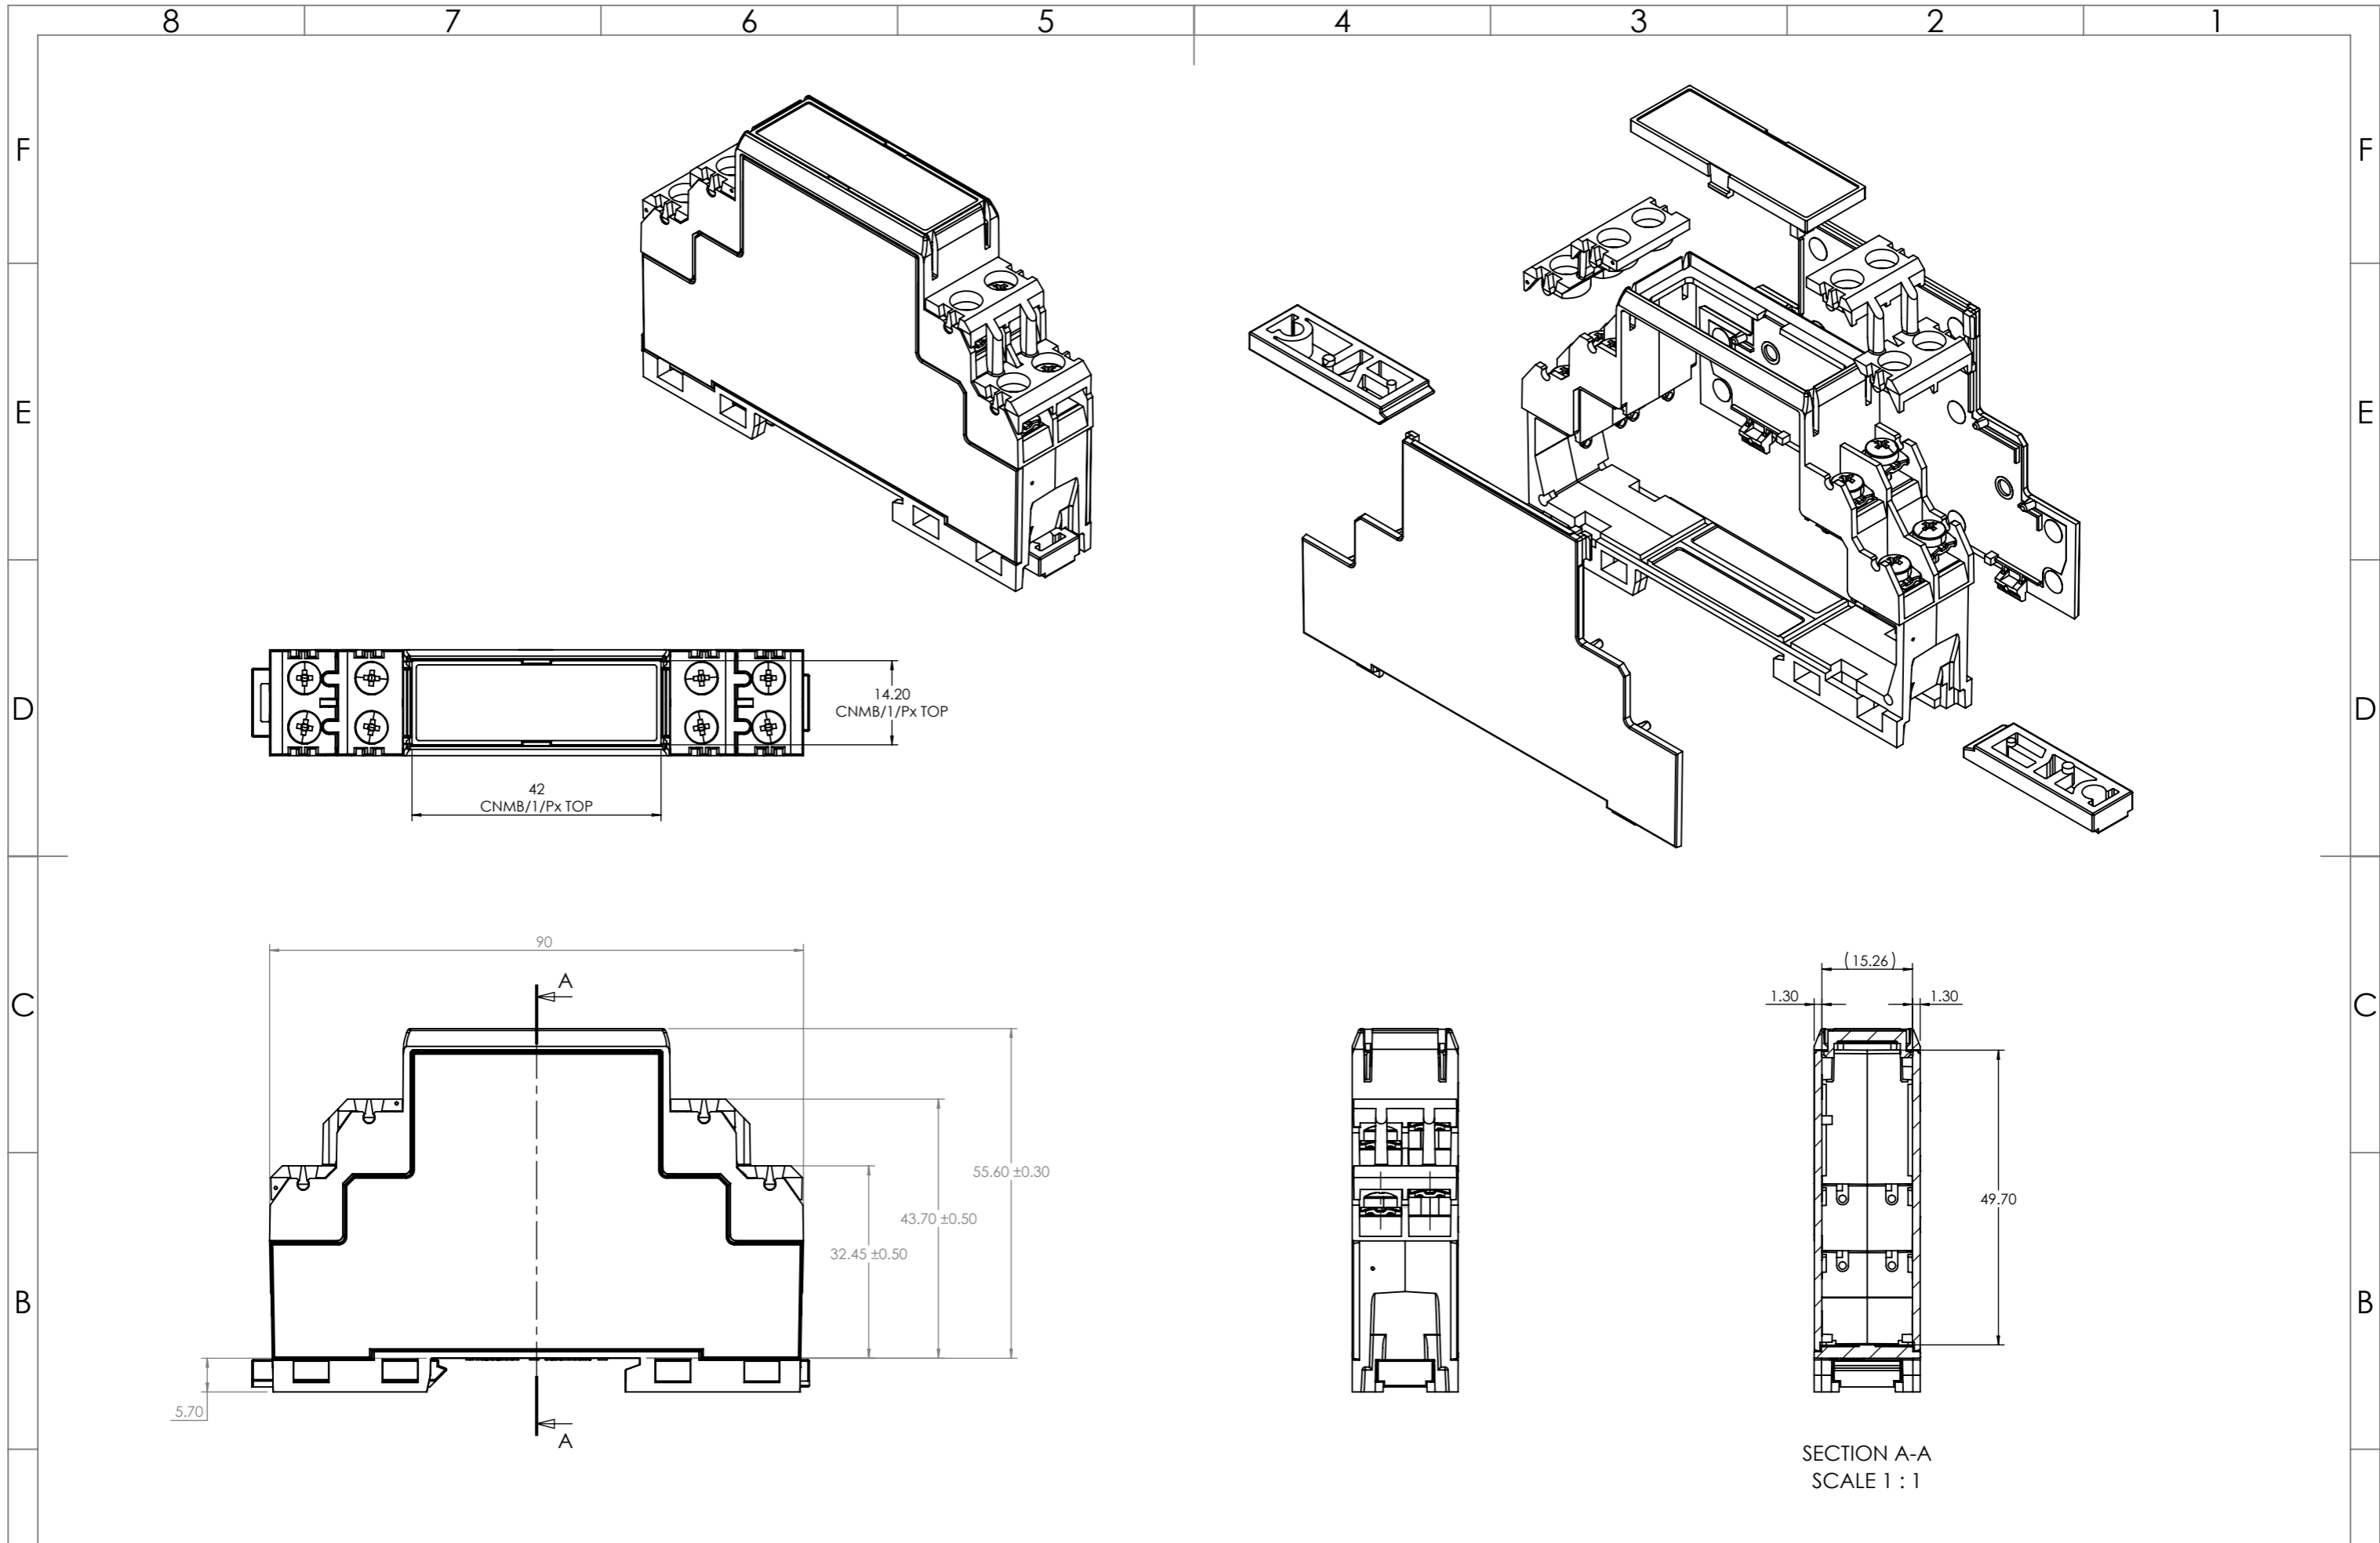 8 7 6 5 4 3 2 1
F F
E E
D D
C C
B B
14.20
CNMB/1/Px TOP
42
CNMB/1/Px TOP
90
A
55.60 ±0.30
43.70 ±0.50
32.45 ±0.50
5.70
A
(15.26)
1.30 1.30
49.70
SECTION A-A
SCALE 1 : 1